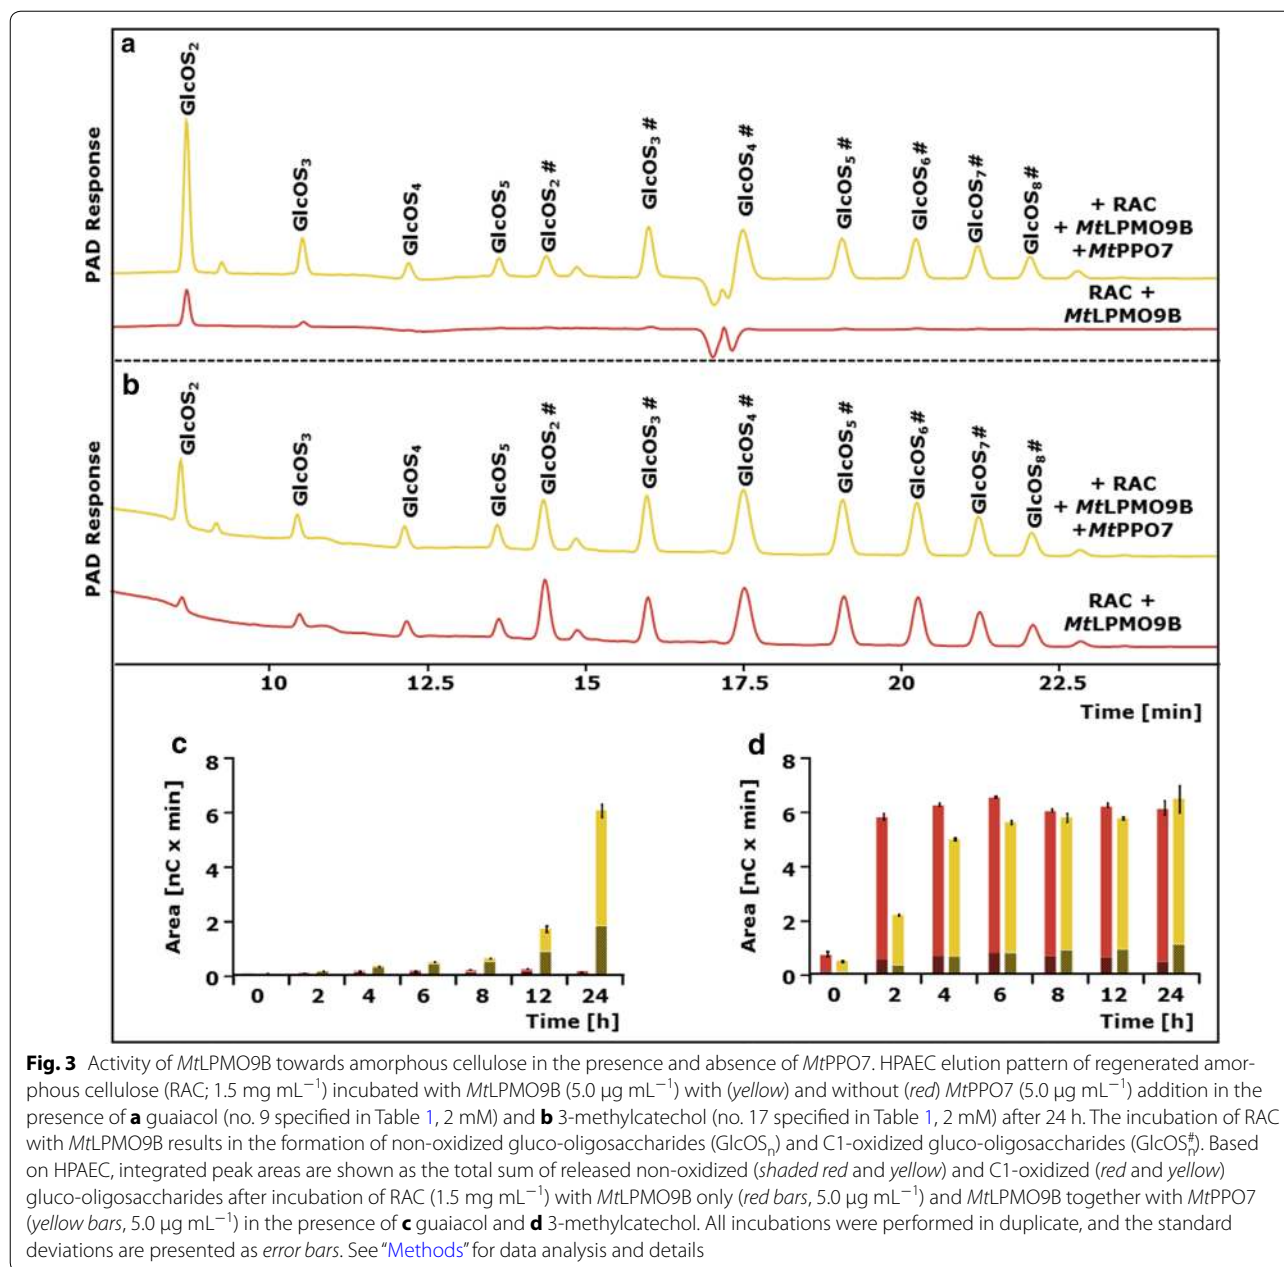 a
GlcOS2
GlcOS3
GlcOS4
GlcOS5
GlcOS2 #
GlcOS3 #
GlcOS4 #
GlcOS5 #
GlcOS6 #
GlcOS7 #
GlcOS8 #
PAD Response
+ RAC
+ MtLPMO9B
+MtPPO7
RAC +
MtLPMO9B
b
GlcOS2
GlcOS3
GlcOS4
GlcOS5
GlcOS2 #
GlcOS3 #
GlcOS4 #
GlcOS5 #
GlcOS6 #
GlcOS7 #
GlcOS8 #
PAD Response
+ RAC
+ MtLPMO9B
+MtPPO7
RAC +
MtLPMO9B
10 12.5 15 17.5 20 22.5
Time [min]
c
Area [nC x min]
8
6
4
2
0
0 2 4 6 8 12 24
Time [h]
d
Area [nC x min]
8
6
4
2
0
0 2 4 6 8 12 24
Time [h]
Fig. 3 Activity of MtLPMO9B towards amorphous cellulose in the presence and absence of MtPPO7. HPAEC elution pattern of regenerated amor-
phous cellulose (RAC; 1.5 mg mL−1) incubated with MtLPMO9B (5.0 µg mL−1) with (yellow) and without (red) MtPPO7 (5.0 µg mL−1) addition in the
presence of a guaiacol (no. 9 specified in Table 1, 2 mM) and b 3-methylcatechol (no. 17 specified in Table 1, 2 mM) after 24 h. The incubation of RAC
with MtLPMO9B results in the formation of non-oxidized gluco-oligosaccharides (GlcOSn) and C1-oxidized gluco-oligosaccharides (GlcOS#n). Based
on HPAEC, integrated peak areas are shown as the total sum of released non-oxidized (shaded red and yellow) and C1-oxidized (red and yellow)
gluco-oligosaccharides after incubation of RAC (1.5 mg mL−1) with MtLPMO9B only (red bars, 5.0 µg mL−1) and MtLPMO9B together with MtPPO7
(yellow bars, 5.0 µg mL−1) in the presence of c guaiacol and d 3-methylcatechol. All incubations were performed in duplicate, and the standard
deviations are presented as error bars. See “Methods” for data analysis and details